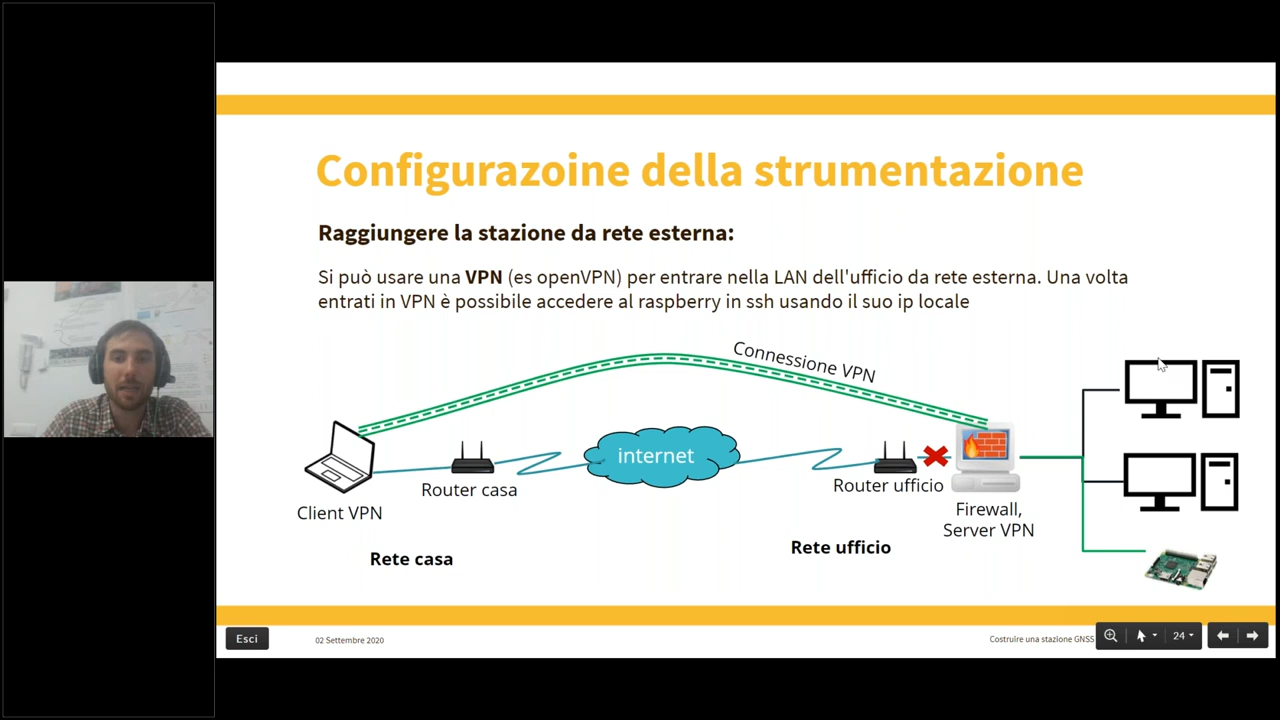 Configurazoine della strumentazione
Raggiungere la stazione da rete esterna:
Si può usare una VPN (es openVPN) per entrare nella LAN dell'ufficio da rete esterna. Una volta
entrati in VPN è possibile accedere al raspberry in ssh usando il suo ip locale
Connessione VPN
internet
Router casa
Router ufficio
Client VPN
Firewall,
Server VPN
Rete casa
Rete ufficio
Esci
02 Settembre 2020
Costruire una stazione GNSS
24